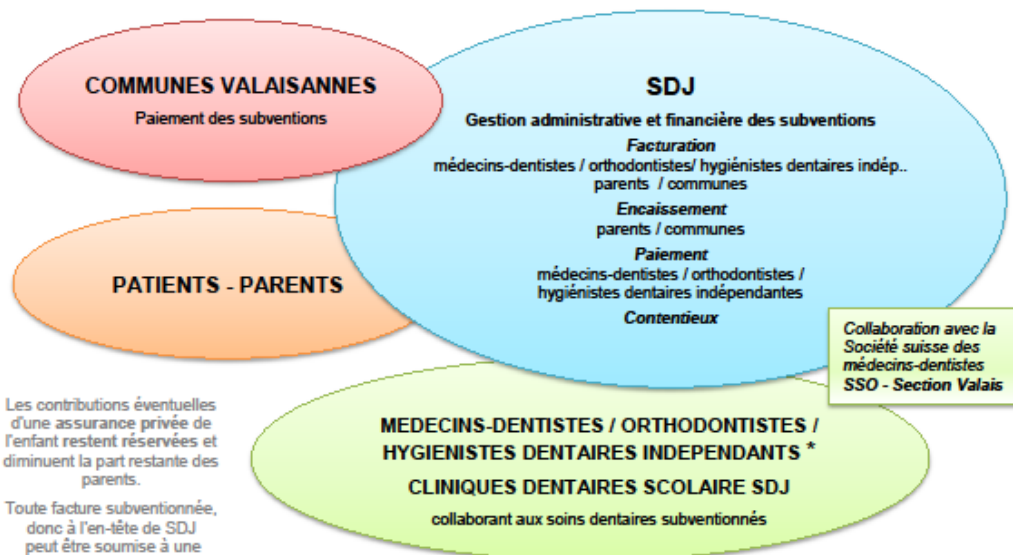 COMMUNES VALAISANNES
Paiement des subventions
SDJ
Gestion administrative et financière des subventions
Facturation
médecins-dentistes / orthodontistes/ hygiénistes dentaires indép..
parents / communes
Encaissement
parents / communes
Paiement
médecins-dentistes / orthodontistes /
hygiénistes dentaires indépendantes
Contentieux
PATIENTS - PARENTS
Collaboration avec la
Société suisse des
médecins-dentistes
SSO - Section Valais
Les contributions éventuelles
d'une assurance privée de
l'enfant restent réservées et
diminuent la part restante des
parents.
Toute facture subventionnée,
donc à l'en-tête de SDJ
peut être soumise à une
MEDECINS-DENTISTES / ORTHODONTISTES /
HYGIENISTES DENTAIRES INDEPENDANTS *
CLINIQUES DENTAIRES SCOLAIRE SDJ
collaborant aux soins dentaires subventionnés